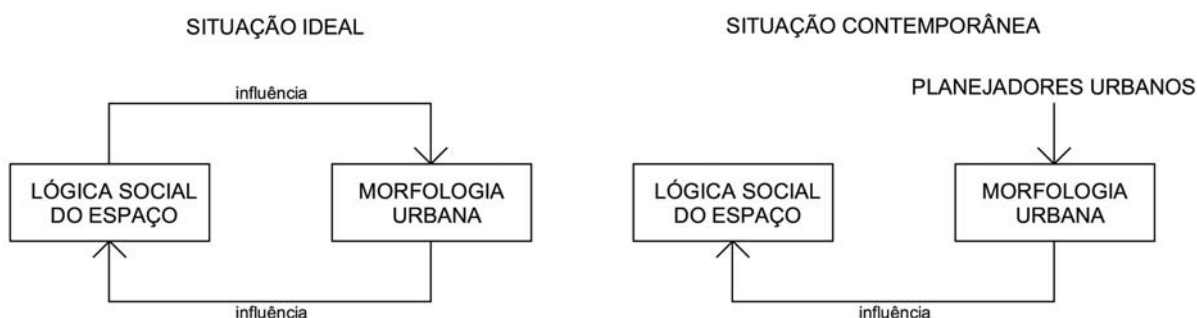 SITUAÇÃO IDEAL
influência
LÓGICA SOCIAL
DO ESPAÇO
MORFOLOGIA
URBANA
influência
SITUAÇÃO CONTEMPORÂNEA
PLANEJADORES URBANOS
LÓGICA SOCIAL
DO ESPAÇO
MORFOLOGIA
URBANA
influência